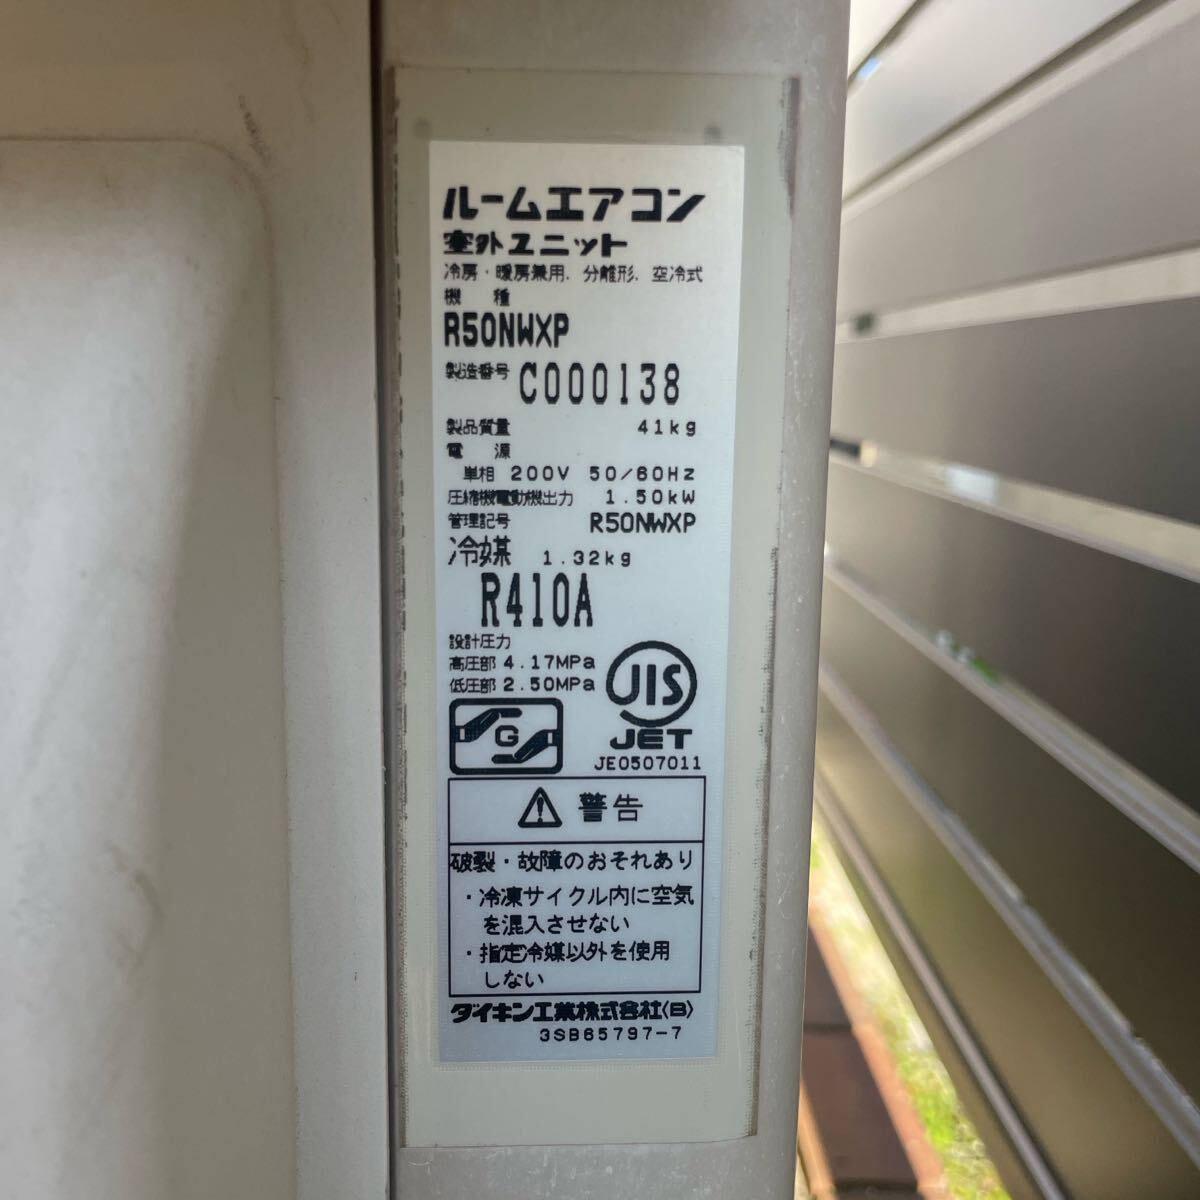 ルームエアコン
室外ユニット
冷房・暖房兼用．分離形．空冷式
機 種
R50NWXP
製造番号 C000138
製品質量 41kg
電 源
単相 200V 50/60Hz
圧縮機電動機出力 1.50kW
管理記号 R50NWXP
冷媒 1.32kg
R410A
設計圧力
高圧部 4.17MPa
低圧部 2.50MPa
JIS
G
JET
JE0507011
警告
破裂・故障のおそれあり
・冷凍サイクル内に空気
を混入させない
・指定冷媒以外を使用
しない
ダイキン工業株式会社〈B〉
3SB65797-7